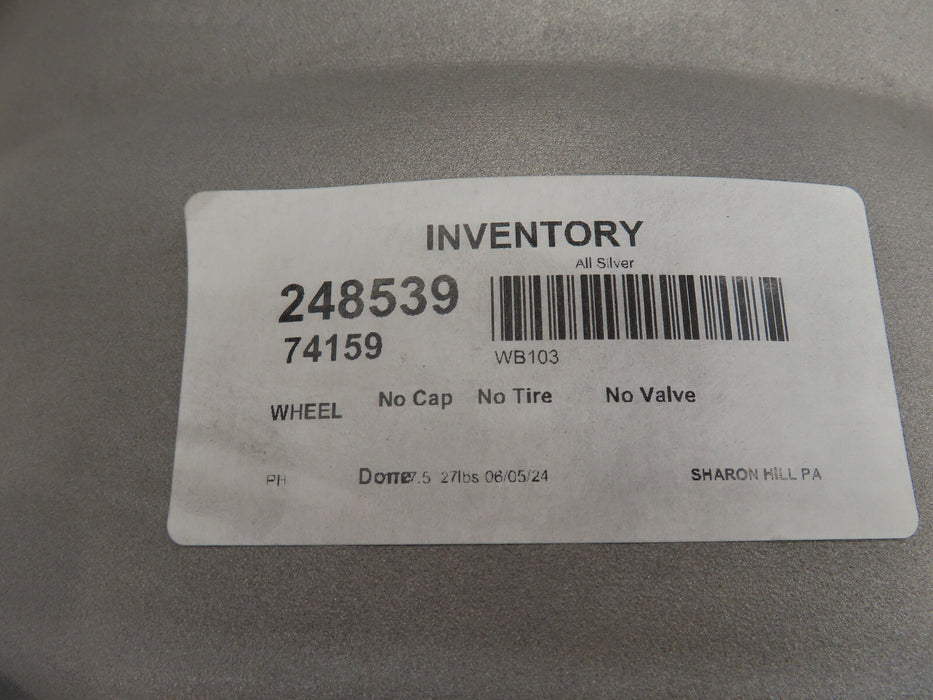 INVENTORY
All Silver
248539
74159
WB103
WHEEL No Cap No Tire No Valve
PH 7.5 27lbs 06/05/24 SHARON HILL PA